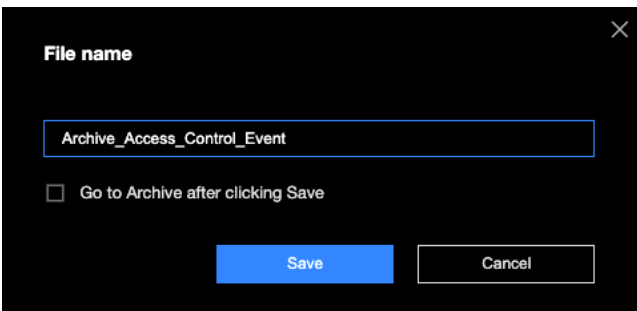 File name
Archive_Access_Control_Event
Go to Archive after clicking Save
Save
Cancel